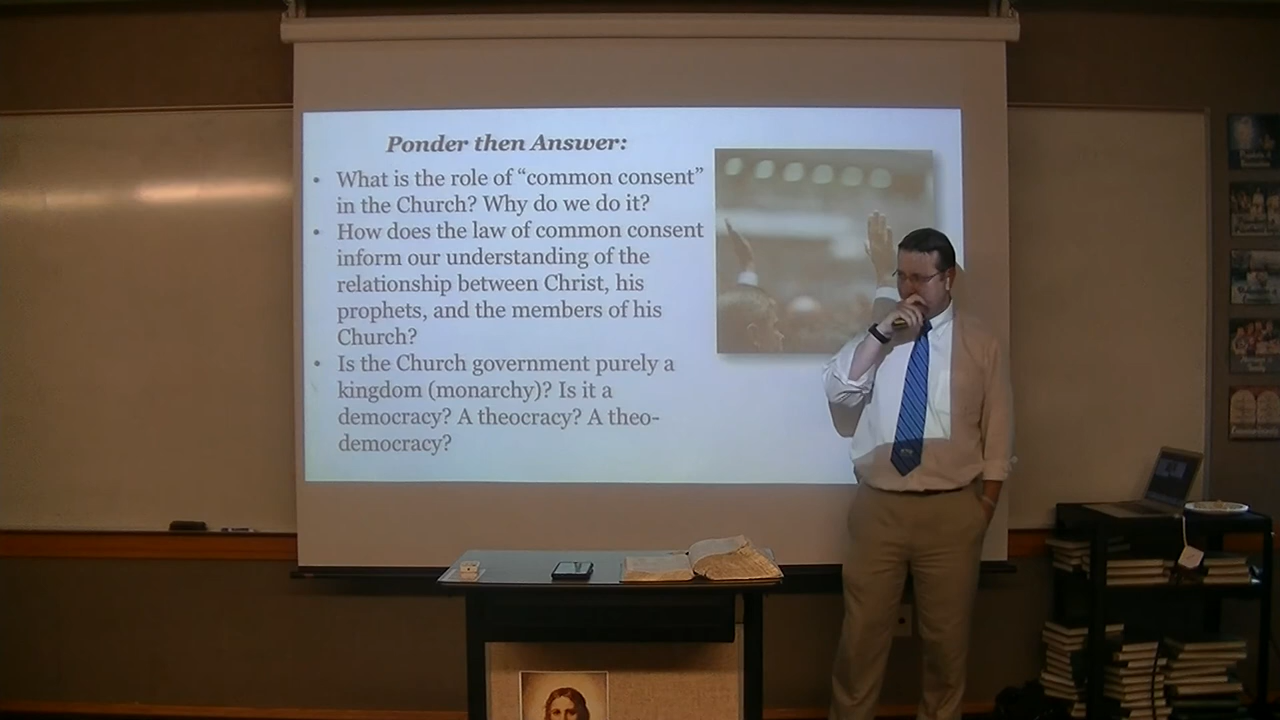 Ponder then Answer:
• What is the role of “common consent”
in the Church? Why do we do it?
• How does the law of common consent
inform our understanding of the
relationship between Christ, his
prophets, and the members of his
Church?
• Is the Church government purely a
kingdom (monarchy)? Is it a
democracy? A theocracy? A theo-
democracy?